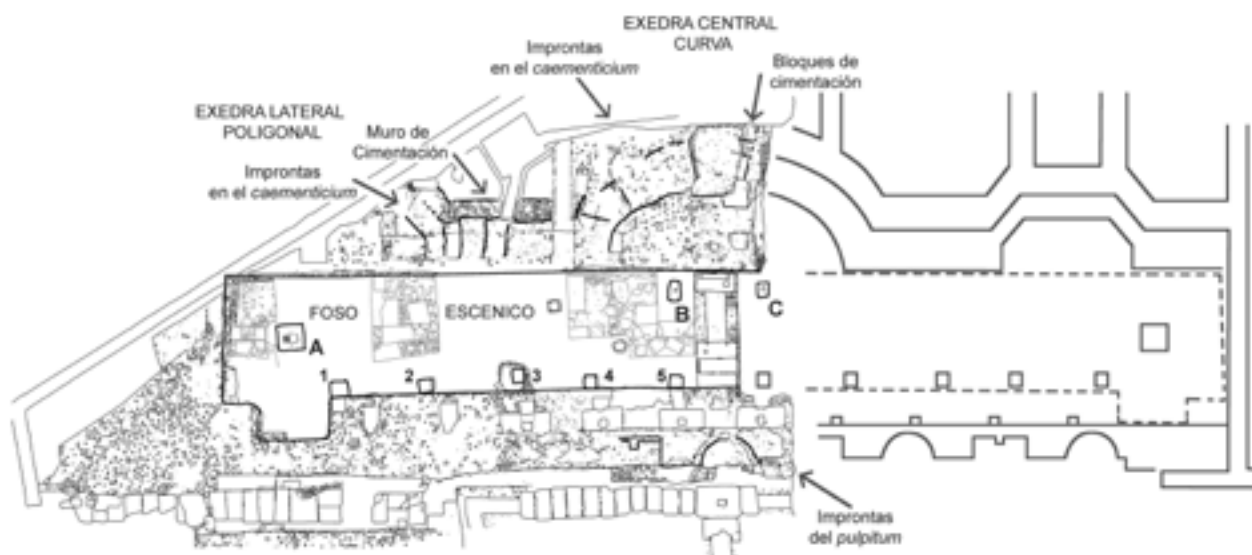 EXEDRA CENTRAL
CURVA
Improntas
en el caementicium
Bloques de
cimentación
EXEDRA LATERAL
POLIGONAL
Muro de
Cimentación
Improntas
en el caementicium
FOSO
ESCENICO
A
B
C
1
2
3
4
5
Improntas
del pulpitum